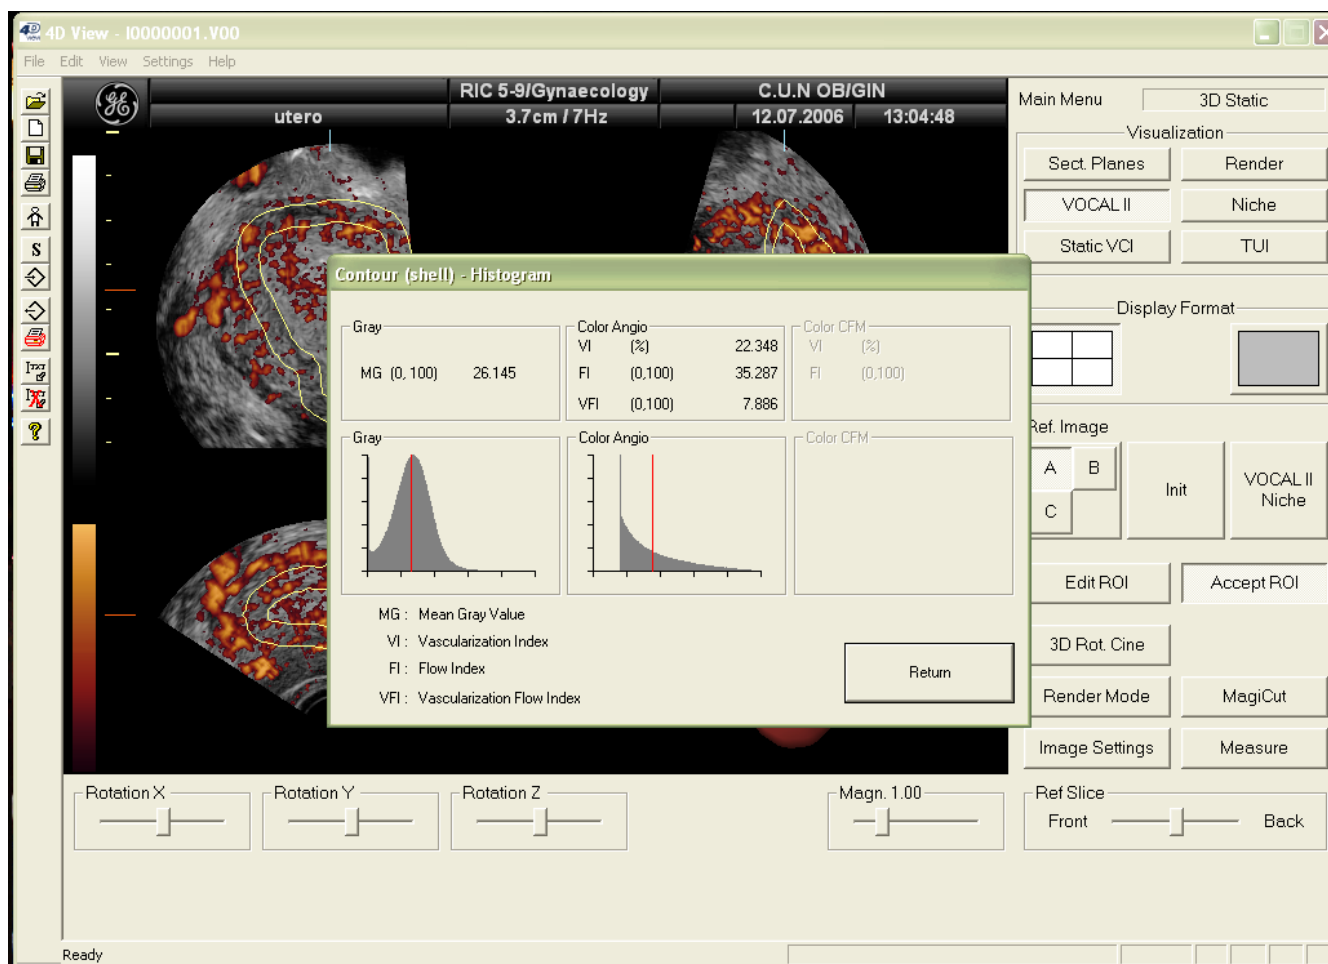 4D View - I0000001.V00
File Edit View Settings Help
RIC 5-9/Gynaecology C.U.N OB/GIN
utero 3.7cm / 7Hz 12.07.2006 13:04:48
Main Menu 3D Static
Visualization
Sect. Planes Render
VOCAL II Niche
Static VCI TUI
Display Format
Ref. Image
A B
C
Init
VOCAL II
Niche
Edit ROI Accept ROI
3D Rot. Cine
Render Mode MagiCut
Image Settings Measure
S
Contour (shell) - Histogram
Gray
MG (0, 100) 26.145
Color Angio
VI (%) 22.348
FI (0,100) 35.287
VFI (0,100) 7.886
Color CFM
VI (%)
FI (0,100)
Gray
Color Angio
Color CFM
MG : Mean Gray Value
VI : Vascularization Index
FI : Flow Index
VFI : Vascularization Flow Index
Return
Rotation X Rotation Y Rotation Z Magn. 1.00 Ref Slice
Front Back
Ready